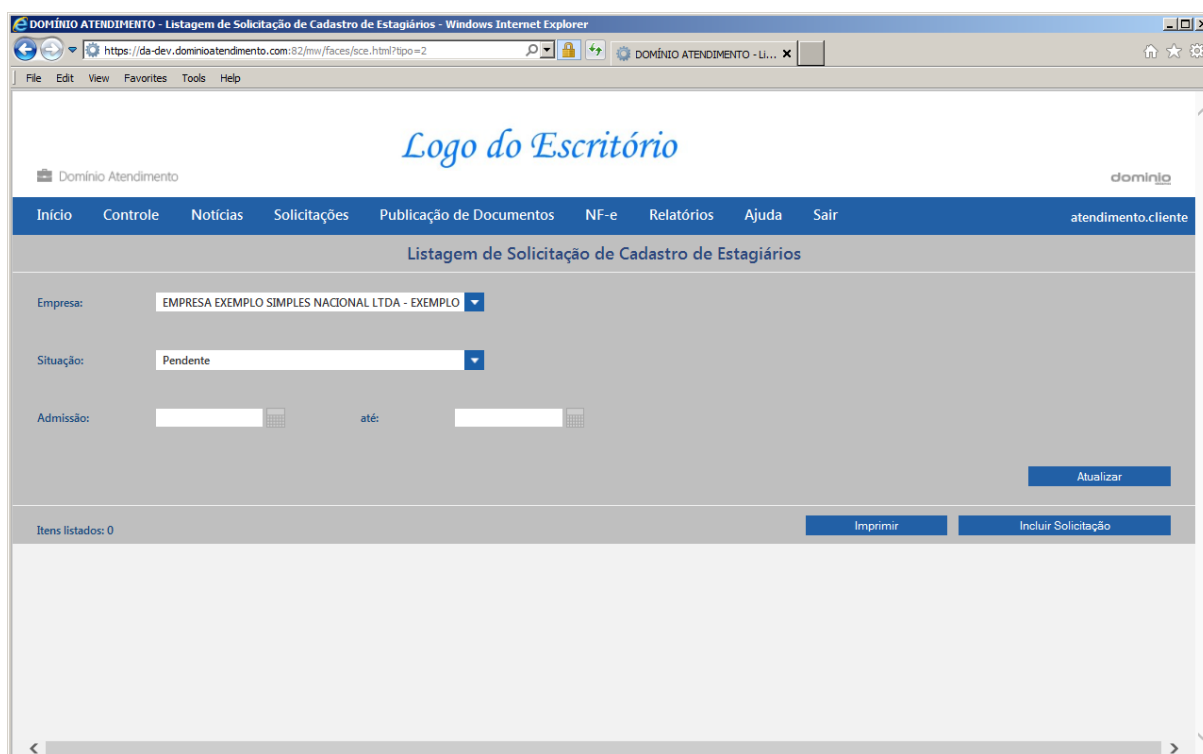 DOMÍNIO ATENDIMENTO - Listagem de Solicitação de Cadastro de Estagiários - Windows Internet Explorer
https://da-dev.dominioatendimento.com:82/mw/faces/sce.html?tipo=2
DOMÍNIO ATENDIMENTO - Li...
File Edit View Favorites Tools Help
Logo do Escritório
Domínio Atendimento
dominio
Início Controle Notícias Solicitações Publicação de Documentos NF-e Relatórios Ajuda Sair atendimento.cliente
Listagem de Solicitação de Cadastro de Estagiários
Empresa: EMPRESA EXEMPLO SIMPLES NACIONAL LTDA - EXEMPLO
Situação: Pendente
Admissão: até:
Atualizar
Itens listados: 0 Imprimir Incluir Solicitação